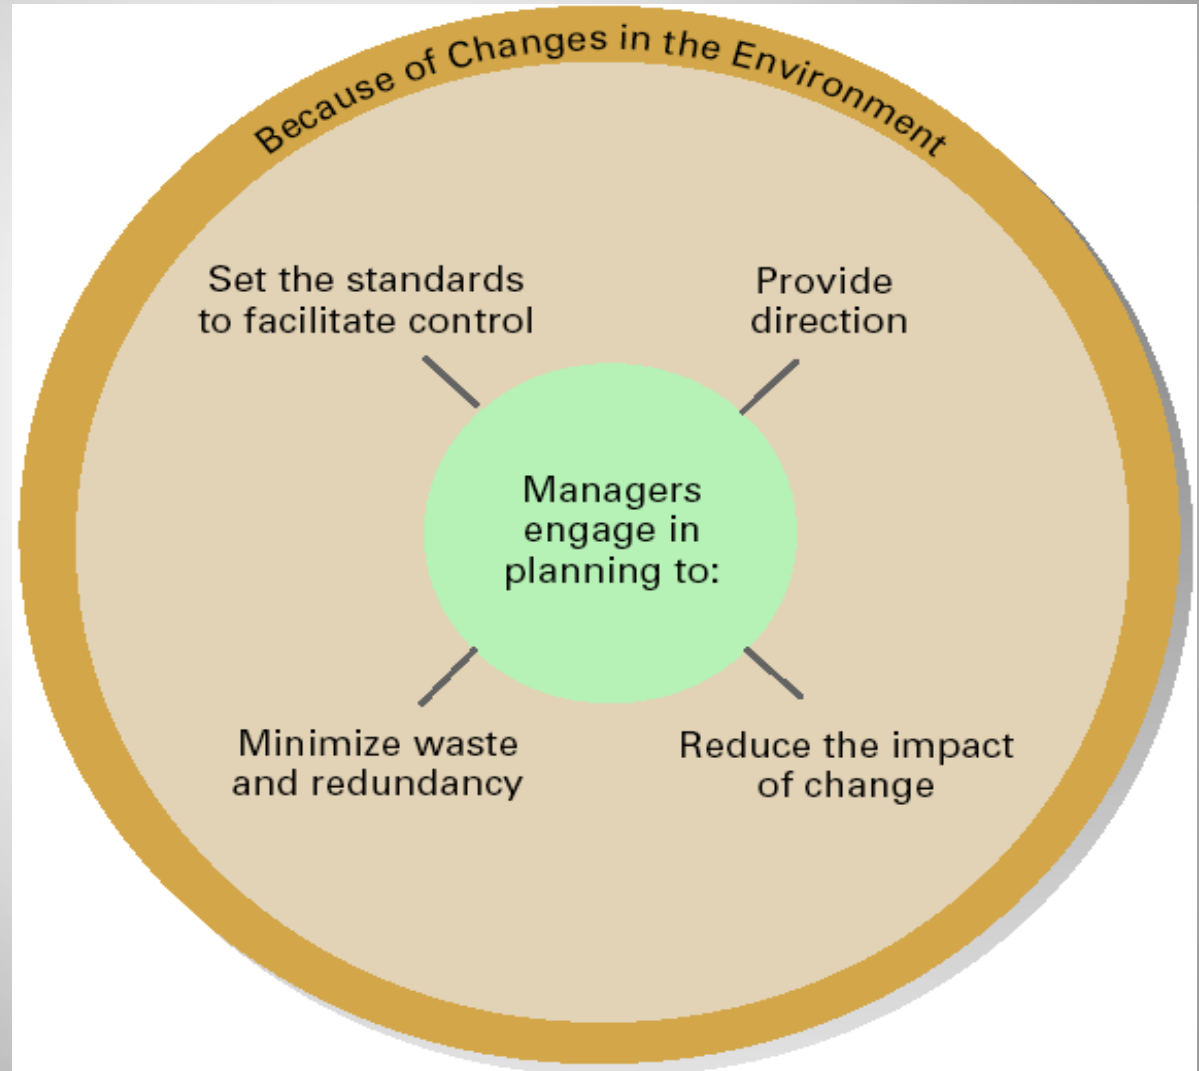 Because of Changes in the Environment
Set the standards
to facilitate control
Provide
direction
Managers
engage in
planning to:
Minimize waste
and redundancy
Reduce the impact
of change